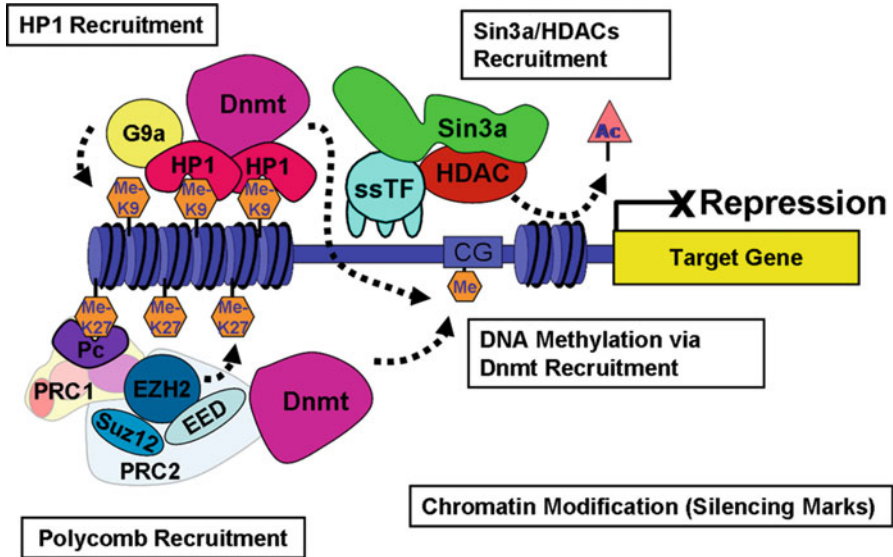 HP1 Recruitment
Sin3a/HDACs
Recruitment
Dnmt
G9a
HP1
HP1
Sin3a
HDAC
ssTF
Ac
Me-
K9
Me-
K9
Me-
K9
Repression
CG
Target Gene
Me
Me-
K27
Me-
K27
Me-
K27
Pc
PRC1
EZH2
EED
Suz12
PRC2
Dnmt
DNA Methylation via
Dnmt Recruitment
Polycomb Recruitment
Chromatin Modification (Silencing Marks)